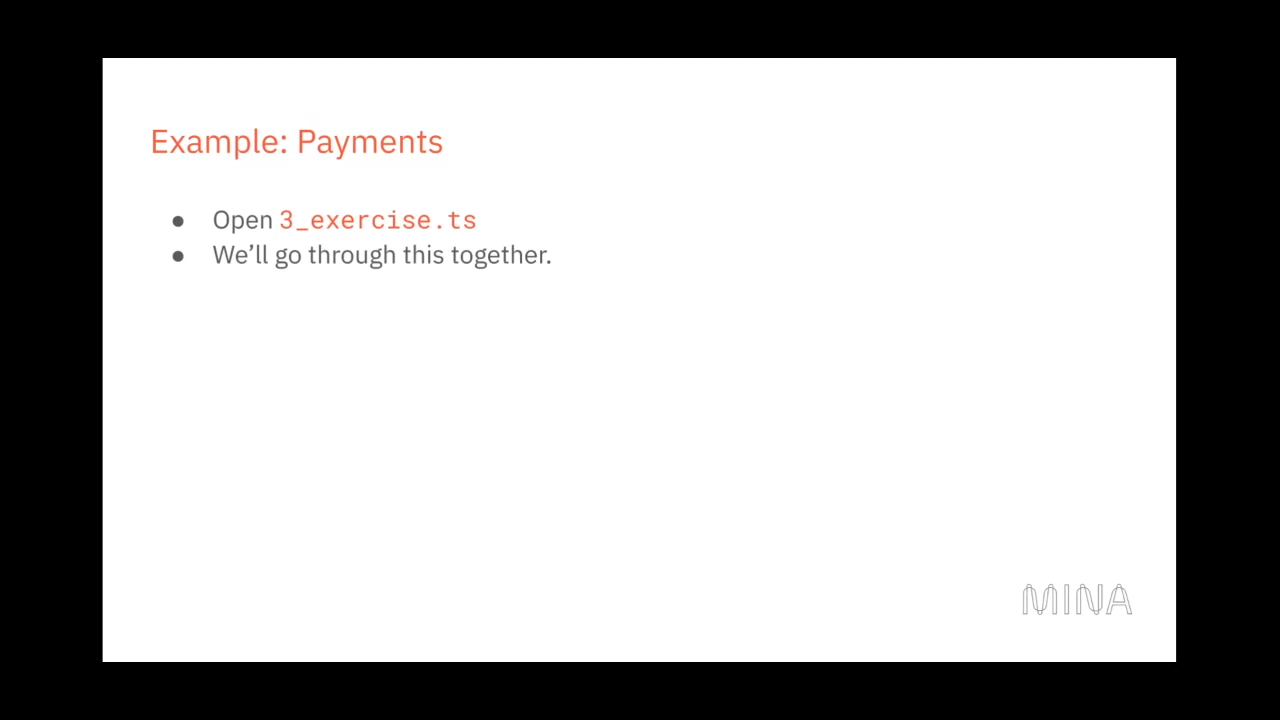 Example: Payments
● Open 3_exercise.ts
● We’ll go through this together.
MINA